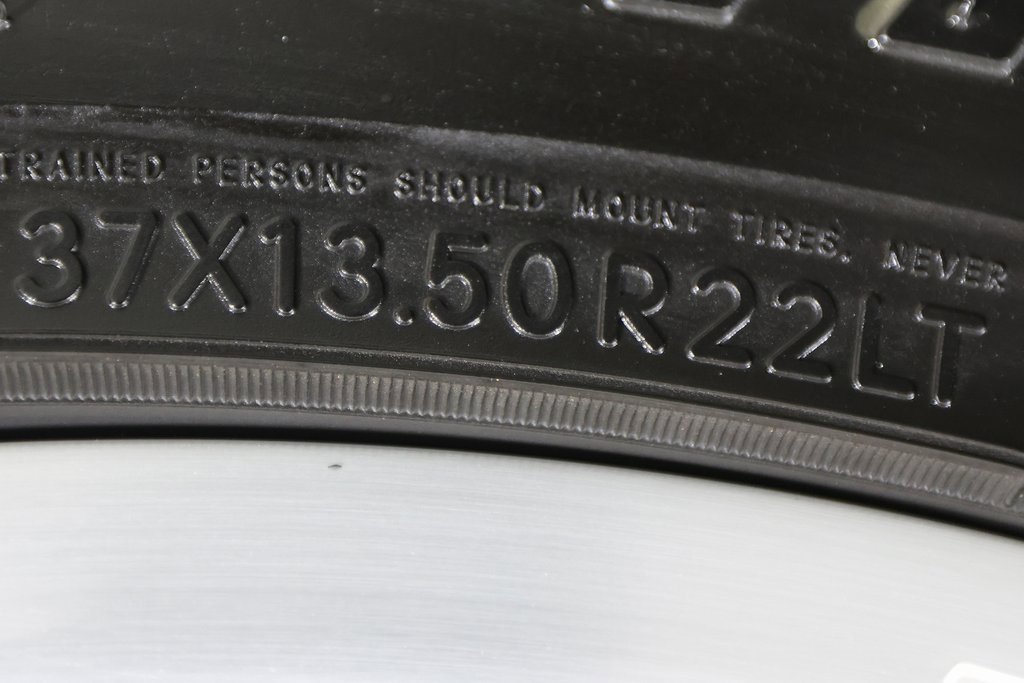 TRAINED PERSONS SHOULD MOUNT TIRES. NEVER
37X13.50R22LT